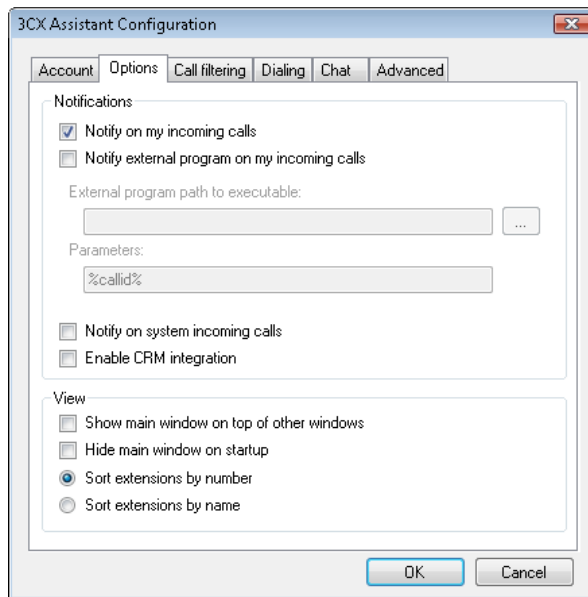 3CX Assistant Configuration
Account Options Call filtering Dialing Chat Advanced
Notifications
Notify on my incoming calls
Notify external program on my incoming calls
External program path to executable:
...
Parameters:
%callid%
Notify on system incoming calls
Enable CRM integration
View
Show main window on top of other windows
Hide main window on startup
Sort extensions by number
Sort extensions by name
OK Cancel